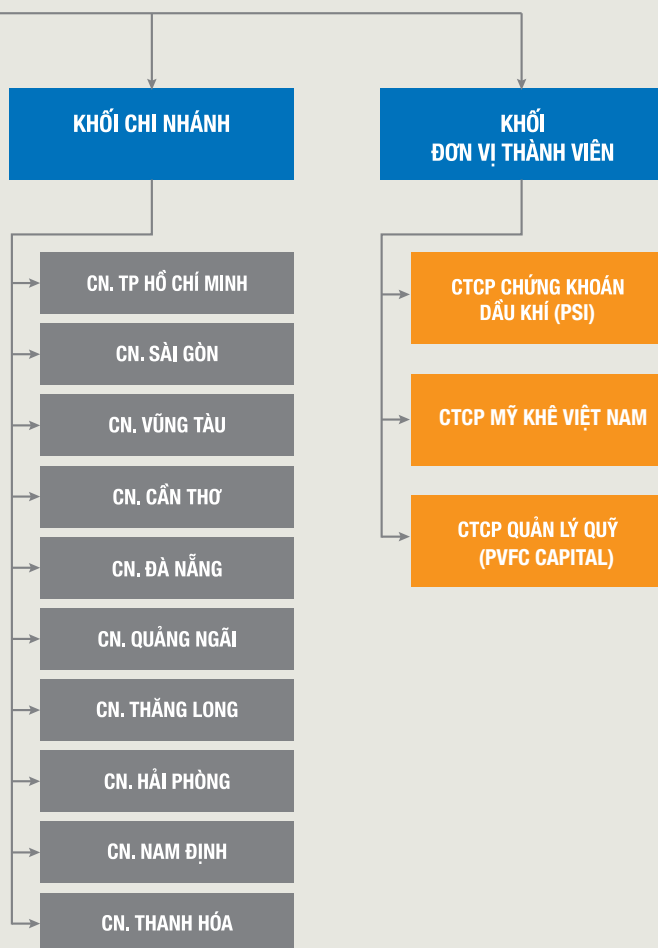 KHỐI CHI NHÁNH
CN. TP HỒ CHÍ MINH
CN. SÀI GÒN
CN. VŨNG TÀU
CN. CẦN THƠ
CN. ĐÀ NẴNG
CN. QUẢNG NGÃI
CN. THĂNG LONG
CN. HẢI PHÒNG
CN. NAM ĐỊNH
CN. THANH HÓA
KHỐI
ĐƠN VỊ THÀNH VIÊN
CTCP CHỨNG KHOÁN
DẦU KHÍ (PSI)
CTCP MỸ KHÊ VIỆT NAM
CTCP QUẢN LÝ QUỸ
(PVFC CAPITAL)